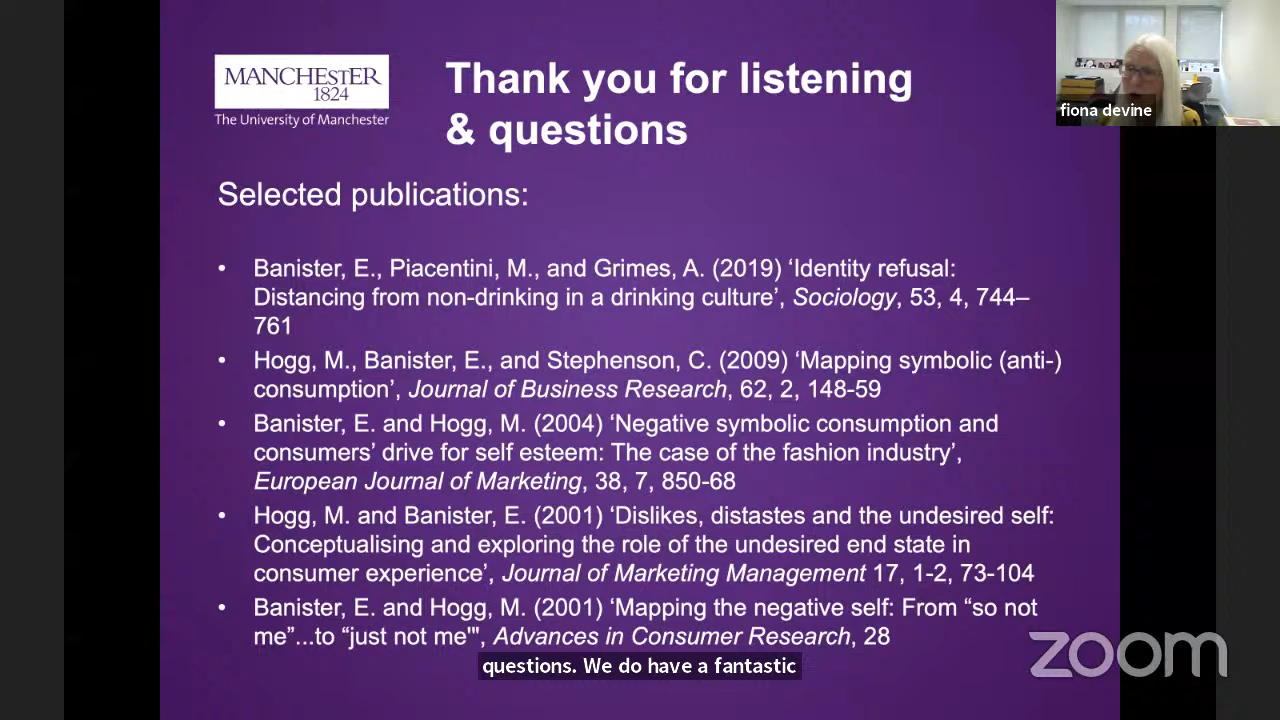 MANCHESTER
1824
The University of Manchester
Thank you for listening
& questions
fiona devine
Selected publications:
• Banister, E., Piacentini, M., and Grimes, A. (2019) ‘Identity refusal:
Distancing from non-drinking in a drinking culture’, Sociology, 53, 4, 744–
761
• Hogg, M., Banister, E., and Stephenson, C. (2009) ‘Mapping symbolic (anti-)
consumption’, Journal of Business Research, 62, 2, 148-59
• Banister, E. and Hogg, M. (2004) ‘Negative symbolic consumption and
consumers’ drive for self esteem: The case of the fashion industry’,
European Journal of Marketing, 38, 7, 850-68
• Hogg, M. and Banister, E. (2001) ‘Dislikes, distastes and the undesired self:
Conceptualising and exploring the role of the undesired end state in
consumer experience’, Journal of Marketing Management 17, 1-2, 73-104
• Banister, E. and Hogg, M. (2001) ‘Mapping the negative self: From “so not
me”...to “just not me'", Advances in Consumer Research, 28
questions. We do have a fantastic
zoom